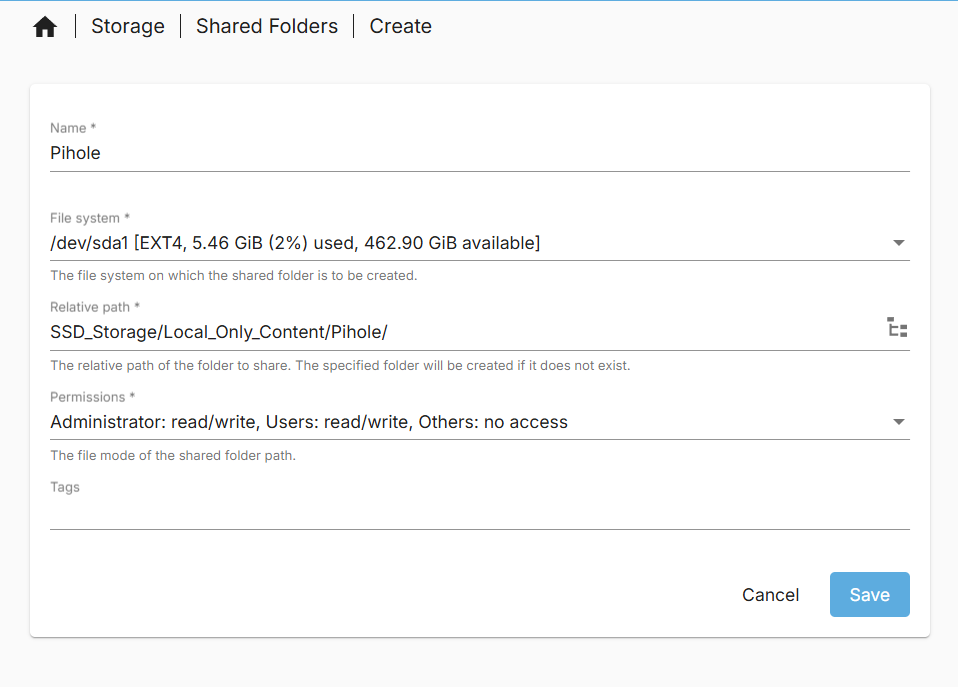 Storage | Shared Folders | Create
Name *
Pihole
File system *
/dev/sda1 [EXT4, 5.46 GiB (2%) used, 462.90 GiB available]
The file system on which the shared folder is to be created.
Relative path *
SSD_Storage/Local_Only_Content/Pihole/
The relative path of the folder to share. The specified folder will be created if it does not exist.
Permissions *
Administrator: read/write, Users: read/write, Others: no access
The file mode of the shared folder path.
Tags
Cancel Save